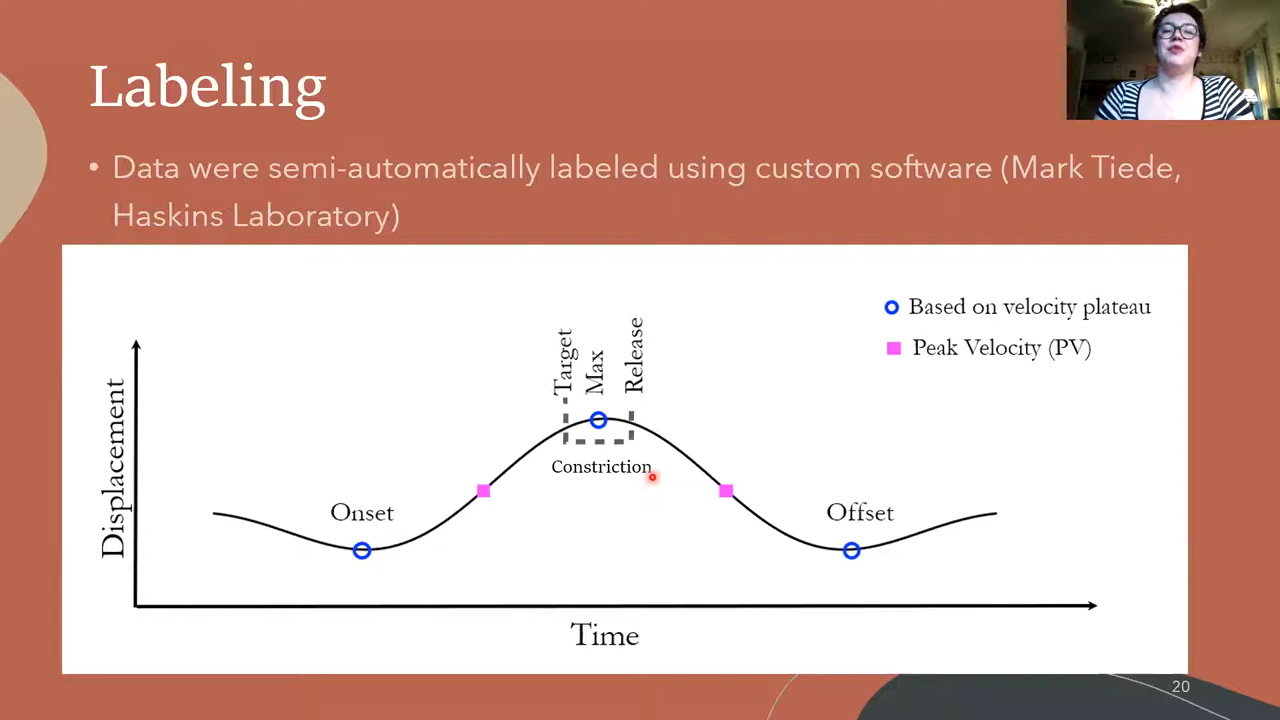 Labeling
• Data were semi-automatically labeled using custom software (Mark Tiede,
Haskins Laboratory)
Based on velocity plateau
Peak Velocity (PV)
Target
Max
Release
Constriction
Onset
Offset
Displacement
Time
20